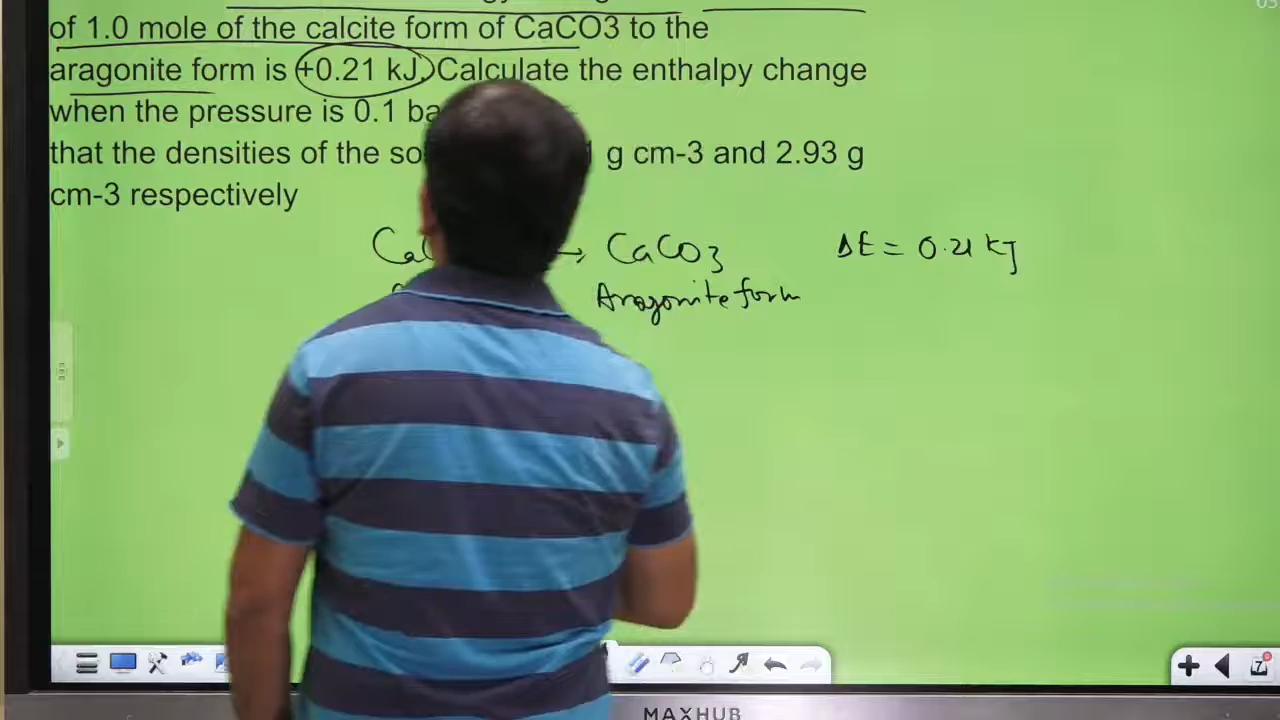 of 1.0 mole of the calcite form of CaCO3 to the
aragonite form is +0.21 kJ. Calculate the enthalpy change
when the pressure is 0.1
that the densities of the g cm-3 and 2.93 g
cm-3 respectively
→ CaCO3 ΔE = 0.21 KJ
Aragonite form
7
MAXHUB